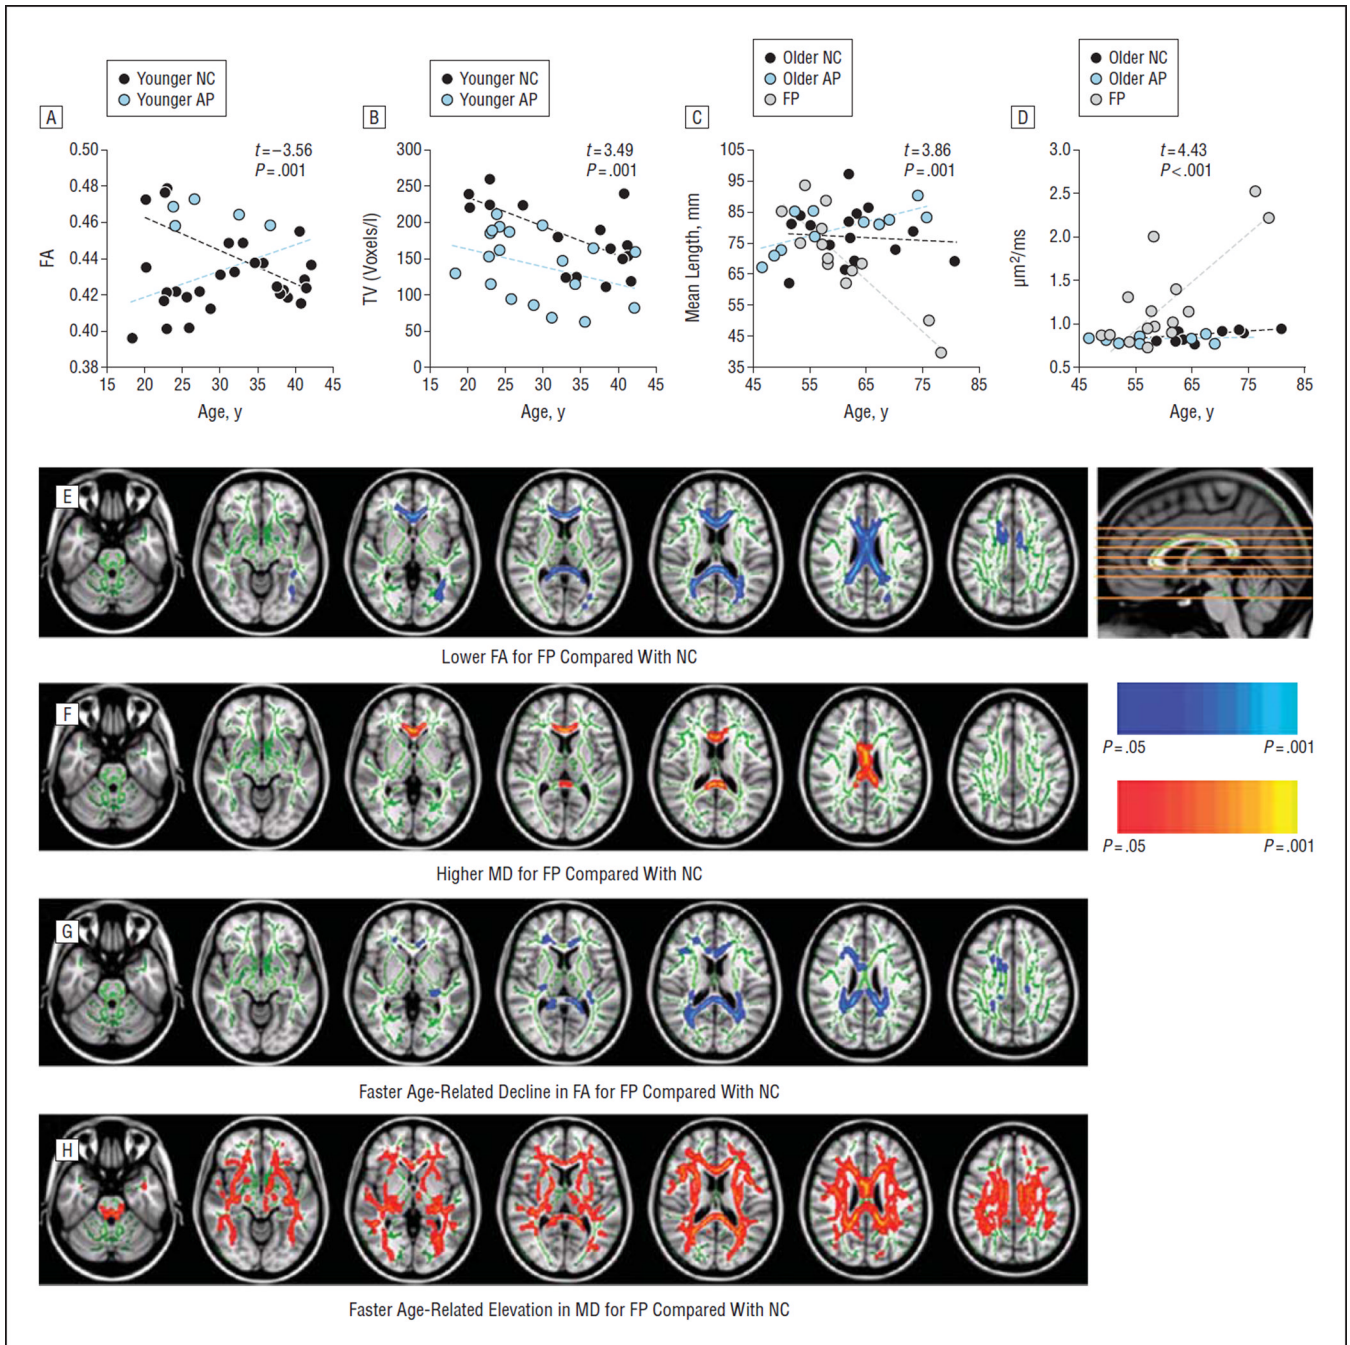 Younger NC
Younger AP
A
FA
0.50
0.48
0.46
0.44
0.42
0.40
0.38
t=−3.56
P=.001
15 20 25 30 35 40 45
Age, y
Younger NC
Younger AP
B
TV (Voxels/l)
300
250
200
150
100
50
0
t=3.49
P=.001
15 20 25 30 35 40 45
Age, y
Older NC
Older AP
FP
C
Mean Length, mm
105
95
85
75
65
55
45
35
t=3.86
P=.001
45 55 65 75 85
Age, y
Older NC
Older AP
FP
D
μm²/ms
3.0
2.5
2.0
1.5
1.0
0.5
t=4.43
P<.001
45 55 65 75 85
Age, y
E
Lower FA for FP Compared With NC
F
Higher MD for FP Compared With NC
P=.05 P=.001
P=.05 P=.001
G
Faster Age-Related Decline in FA for FP Compared With NC
H
Faster Age-Related Elevation in MD for FP Compared With NC